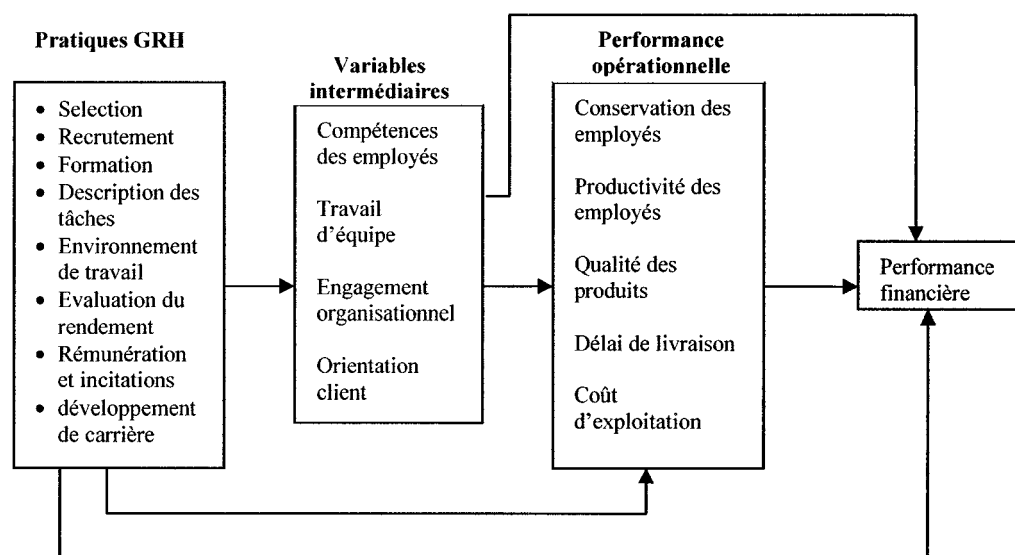 Pratiques GRH
• Selection
• Recrutement
• Formation
• Description des
tâches
• Environnement
de travail
• Evaluation du
rendement
• Rémunération
et incitations
• développement
de carrière
Variables
intermédiaires
Compétences
des employés
Travail
d'équipe
Engagement
organisationnel
Orientation
client
Performance
opérationnelle
Conservation des
employés
Productivité des
employés
Qualité des
produits
Délai de livraison
Coût
d'exploitation
Performance
financière